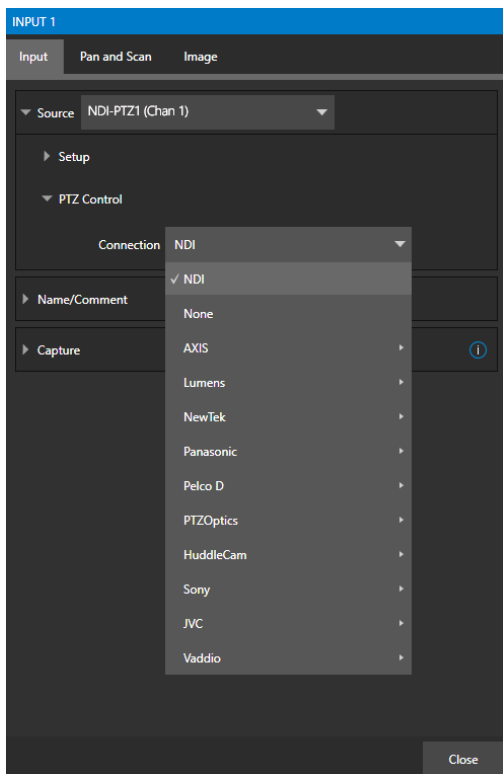 INPUT 1
Input Pan and Scan Image
Source NDI-PTZ1 (Chan 1)
Setup
PTZ Control
Connection NDI
✓ NDI
None
Name/Comment
AXIS
Capture
Lumens
NewTek
Panasonic
Pelco D
PTZOptics
HuddleCam
Sony
JVC
Vaddio
Close